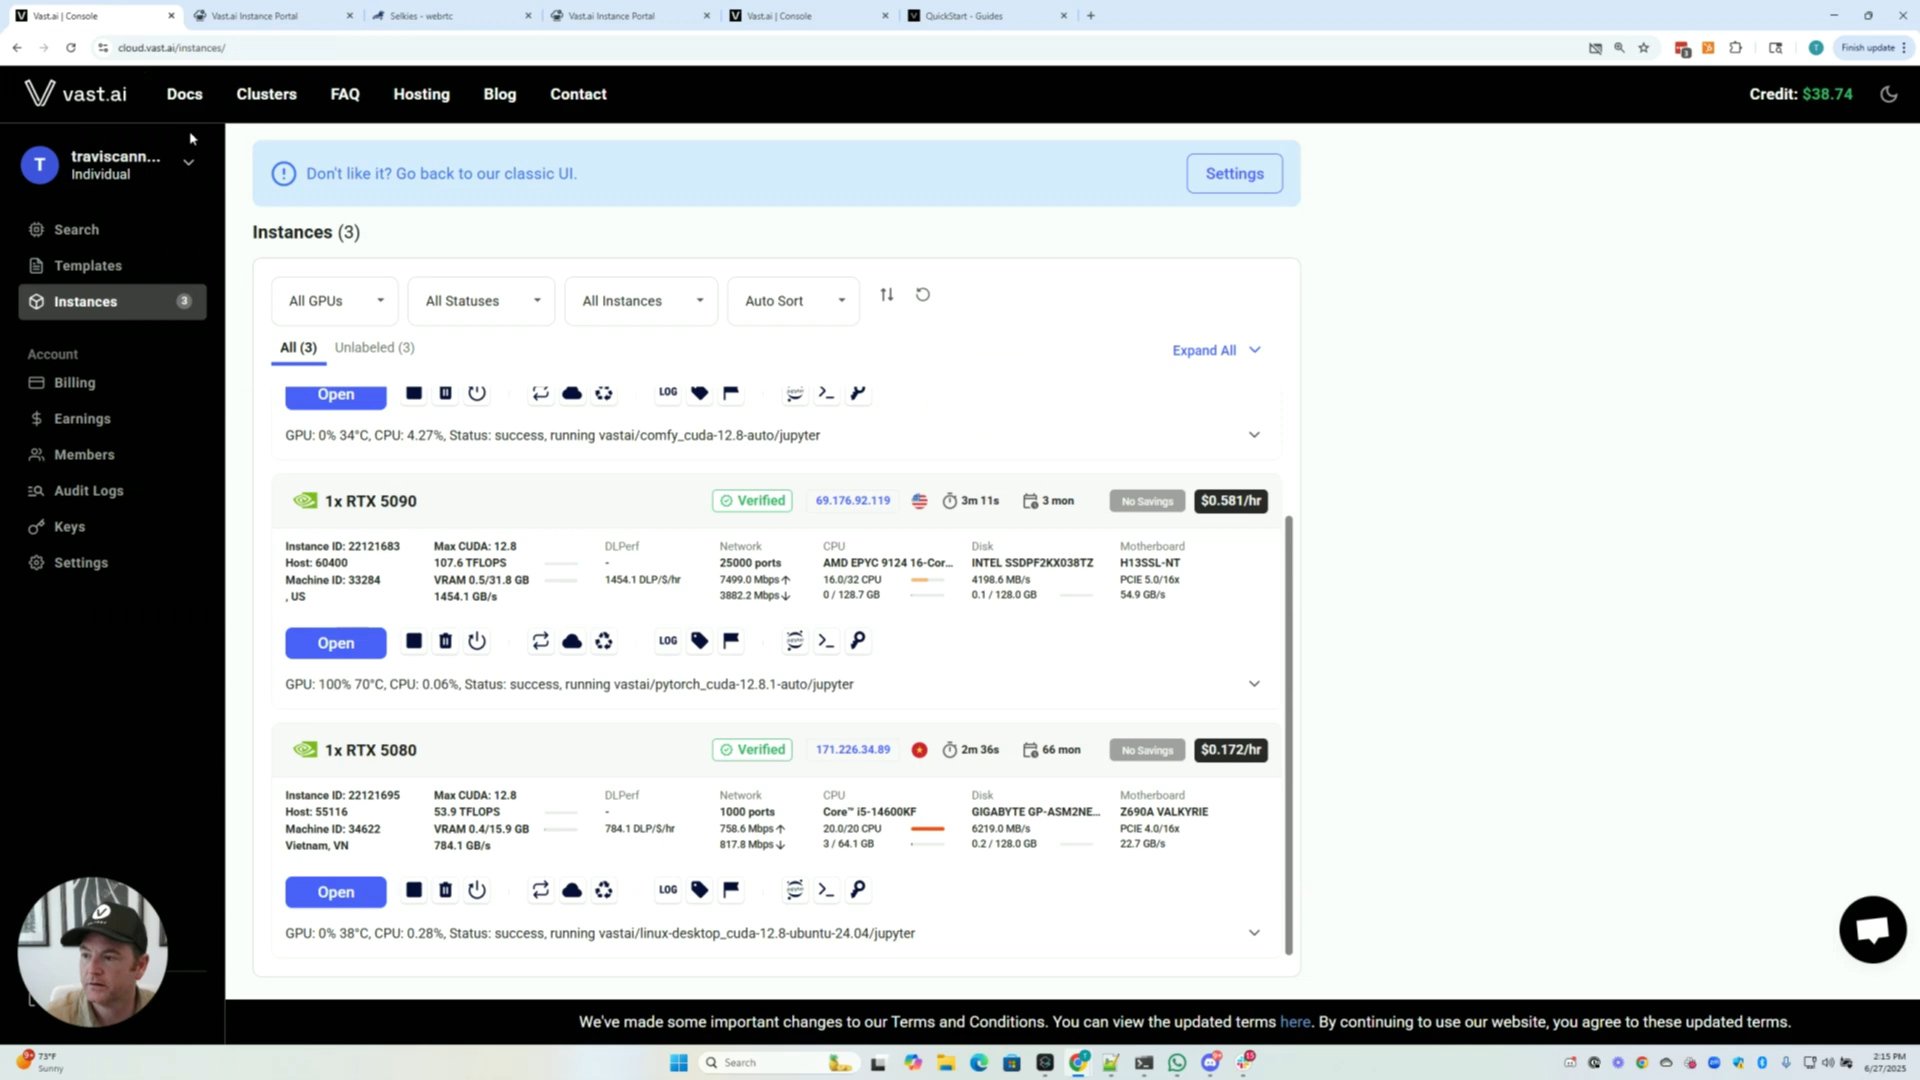 Vast.ai | Console
Vast.ai Instance Portal
Selkies - webrtc
Vast.ai Instance Portal
Vast.ai | Console
QuickStart - Guides
cloud.vast.ai/instances/
Finish update
vast.ai
Docs
Clusters
FAQ
Hosting
Blog
Contact
Credit: $38.74
T
traviscann...
Individual
Search
Templates
Instances
3
Account
Billing
Earnings
Members
Audit Logs
Keys
Settings
Don't like it? Go back to our classic UI.
Settings
Instances (3)
All GPUs
All Statuses
All Instances
Auto Sort
All (3)
Unlabeled (3)
Expand All
Open
LOG
GPU: 0% 34°C, CPU: 4.27%, Status: success, running vastai/comfy_cuda-12.8-auto/jupyter
1x RTX 5090
Verified
69.176.92.119
3m 11s
3 mon
No Savings
$0.581/hr
Instance ID: 22121683
Host: 60400
Machine ID: 33284
, US
Max CUDA: 12.8
107.6 TFLOPS
VRAM 0.5/31.8 GB
1454.1 GB/s
DLPerf
-
1454.1 DLP/$/hr
Network
25000 ports
7499.0 Mbps↑
3882.2 Mbps↓
CPU
AMD EPYC 9124 16-Cor...
16.0/32 CPU
0 / 128.7 GB
Disk
INTEL SSDPF2KX038TZ
4198.6 MB/s
0.1 / 128.0 GB
Motherboard
H13SSL-NT
PCIE 5.0/16x
54.9 GB/s
Open
LOG
GPU: 100% 70°C, CPU: 0.06%, Status: success, running vastai/pytorch_cuda-12.8.1-auto/jupyter
1x RTX 5080
Verified
171.226.34.89
2m 36s
66 mon
No Savings
$0.172/hr
Instance ID: 22121695
Host: 55116
Machine ID: 34622
Vietnam, VN
Max CUDA: 12.8
53.9 TFLOPS
VRAM 0.4/15.9 GB
784.1 GB/s
DLPerf
-
784.1 DLP/$/hr
Network
1000 ports
758.6 Mbps↑
817.8 Mbps↓
CPU
Core™ i5-14600KF
20.0/20 CPU
3 / 64.1 GB
Disk
GIGABYTE GP-ASM2NE...
6219.0 MB/s
0.2 / 128.0 GB
Motherboard
Z690A VALKYRIE
PCIE 4.0/16x
22.7 GB/s
Open
LOG
GPU: 0% 38°C, CPU: 0.28%, Status: success, running vastai/linux-desktop_cuda-12.8-ubuntu-24.04/jupyter
We've made some important changes to our Terms and Conditions. You can view the updated terms here. By continuing to use our website, you agree to these updated terms.
73°F
Sunny
Search
2:15 PM
6/27/2025